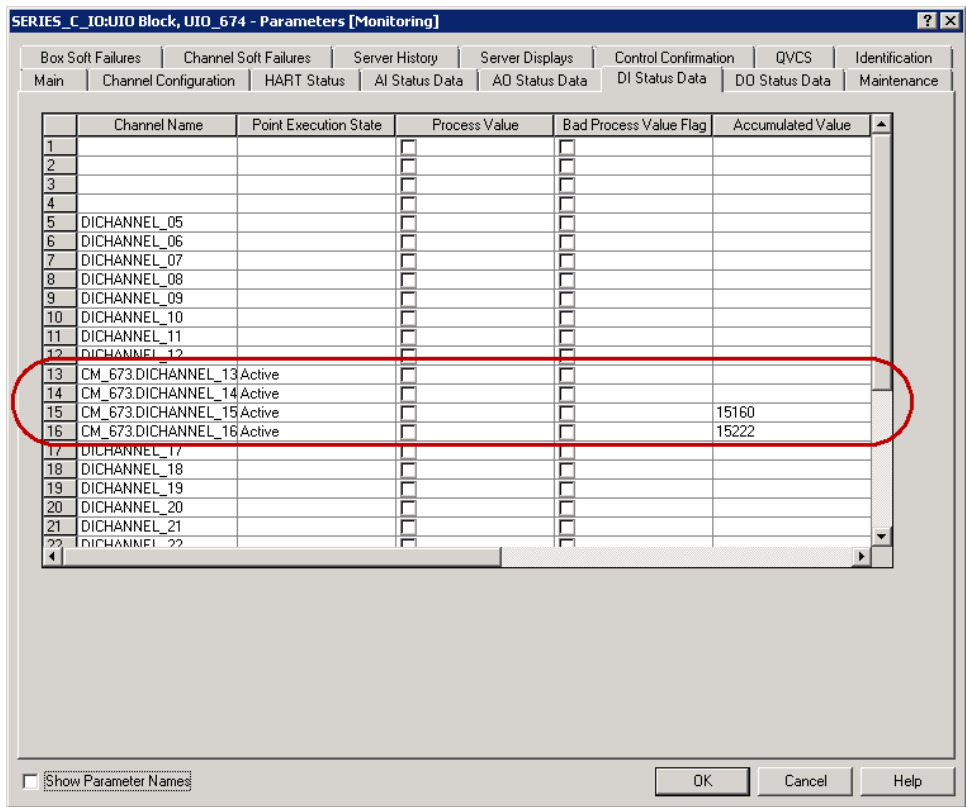 SERIES_C_IO:UIO Block, UIO_674 - Parameters [Monitoring]
Box Soft Failures Channel Soft Failures Server History Server Displays Control Confirmation QVCS Identification
Main Channel Configuration HART Status AI Status Data AO Status Data DI Status Data DO Status Data Maintenance
Channel Name Point Execution State Process Value Bad Process Value Flag Accumulated Value
1
2
3
4
5 DICHANNEL_05
6 DICHANNEL_06
7 DICHANNEL_07
8 DICHANNEL_08
9 DICHANNEL_09
10 DICHANNEL_10
11 DICHANNEL_11
12 DICHANNEL_12
13 CM_673.DICHANNEL_13 Active
14 CM_673.DICHANNEL_14 Active
15 CM_673.DICHANNEL_15 Active 15160
16 CM_673.DICHANNEL_16 Active 15222
17 DICHANNEL_17
18 DICHANNEL_18
19 DICHANNEL_19
20 DICHANNEL_20
21 DICHANNEL_21
22 DICHANNEL_22
Show Parameter Names OK Cancel Help